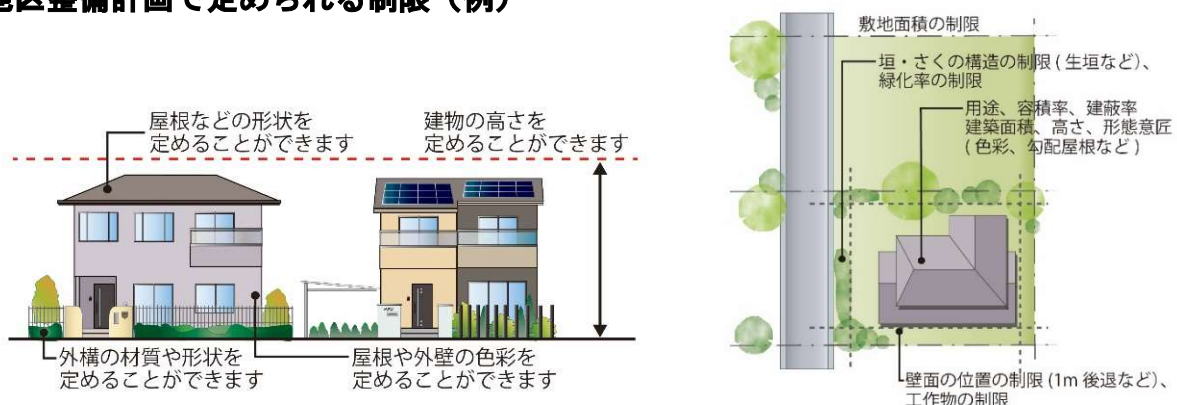 地区整備計画で定められる制限（例）
屋根などの形状を
定めることができます
建物の高さを
定めることができます
外構の材質や形状を
定めることができます
屋根や外壁の色彩を
定めることができます
敷地面積の制限
垣・さくの構造の制限 ( 生垣など )、
緑化率の制限
用途、容積率、建蔽率
建築面積、高さ、形態意匠
( 色彩、勾配屋根など )
壁面の位置の制限 (1m 後退など )、
工作物の制限